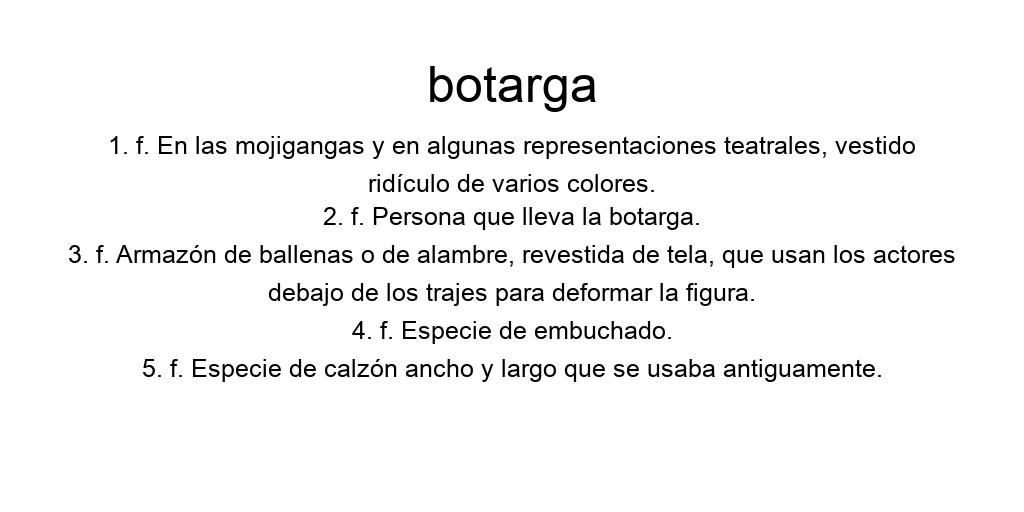 botarga
1. f. En las mojigangas y en algunas representaciones teatrales, vestido
ridículo de varios colores.
2. f. Persona que lleva la botarga.
3. f. Armazón de ballenas o de alambre, revestida de tela, que usan los actores
debajo de los trajes para deformar la figura.
4. f. Especie de embuchado.
5. f. Especie de calzón ancho y largo que se usaba antiguamente.